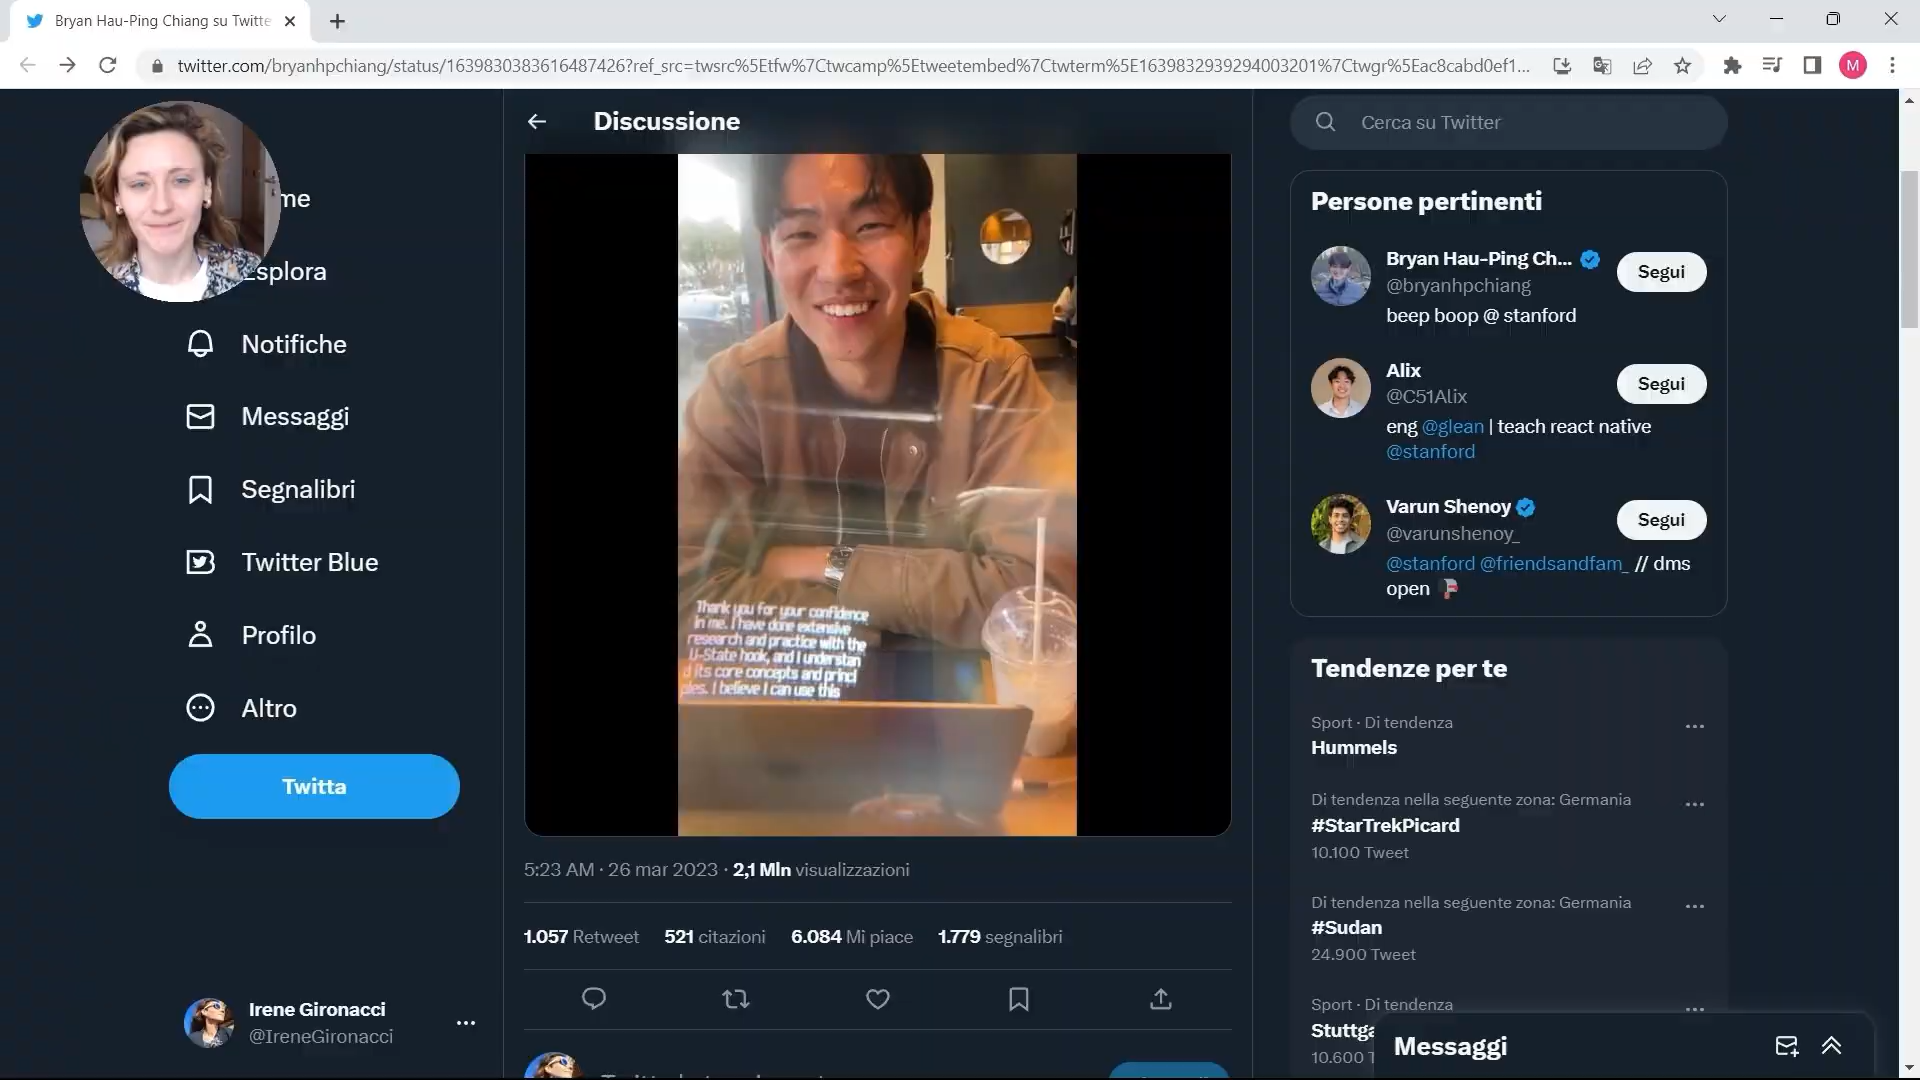 Bryan Hau-Ping Chiang su Twitte
twitter.com/bryanhpchiang/status/1639830383616487426?ref_src=twsrc%5Etfw%7Ctwcamp%5Etweetembed%7Ctwterm%5E1639832939294003201%7Ctwgr%5Eac8cabd0ef1...
M
me
Esplora
Notifiche
Messaggi
Segnalibri
Twitter Blue
Profilo
Altro
Twitta
Irene Gironacci
@IreneGironacci
Discussione
Thank you for your confidence
in me. I have done extensive
research and practice with the
U-State hook, and I understan
d its core concepts and princi
ples. I believe I can use this
5:23 AM · 26 mar 2023 · 2,1 Mln visualizzazioni
1.057 Retweet 521 citazioni 6.084 Mi piace 1.779 segnalibri
Cerca su Twitter
Persone pertinenti
Bryan Hau-Ping Ch...
@bryanhpchiang
Segui
beep boop @ stanford
Alix
@C51Alix
Segui
eng @glean | teach react native
@stanford
Varun Shenoy
@varunshenoy_
Segui
@stanford @friendsandfam_ // dms
open
Tendenze per te
Sport · Di tendenza
Hummels
Di tendenza nella seguente zona: Germania
#StarTrekPicard
10.100 Tweet
Di tendenza nella seguente zona: Germania
#Sudan
24.900 Tweet
Sport · Di tendenza
Stuttga
10.600 T
Messaggi